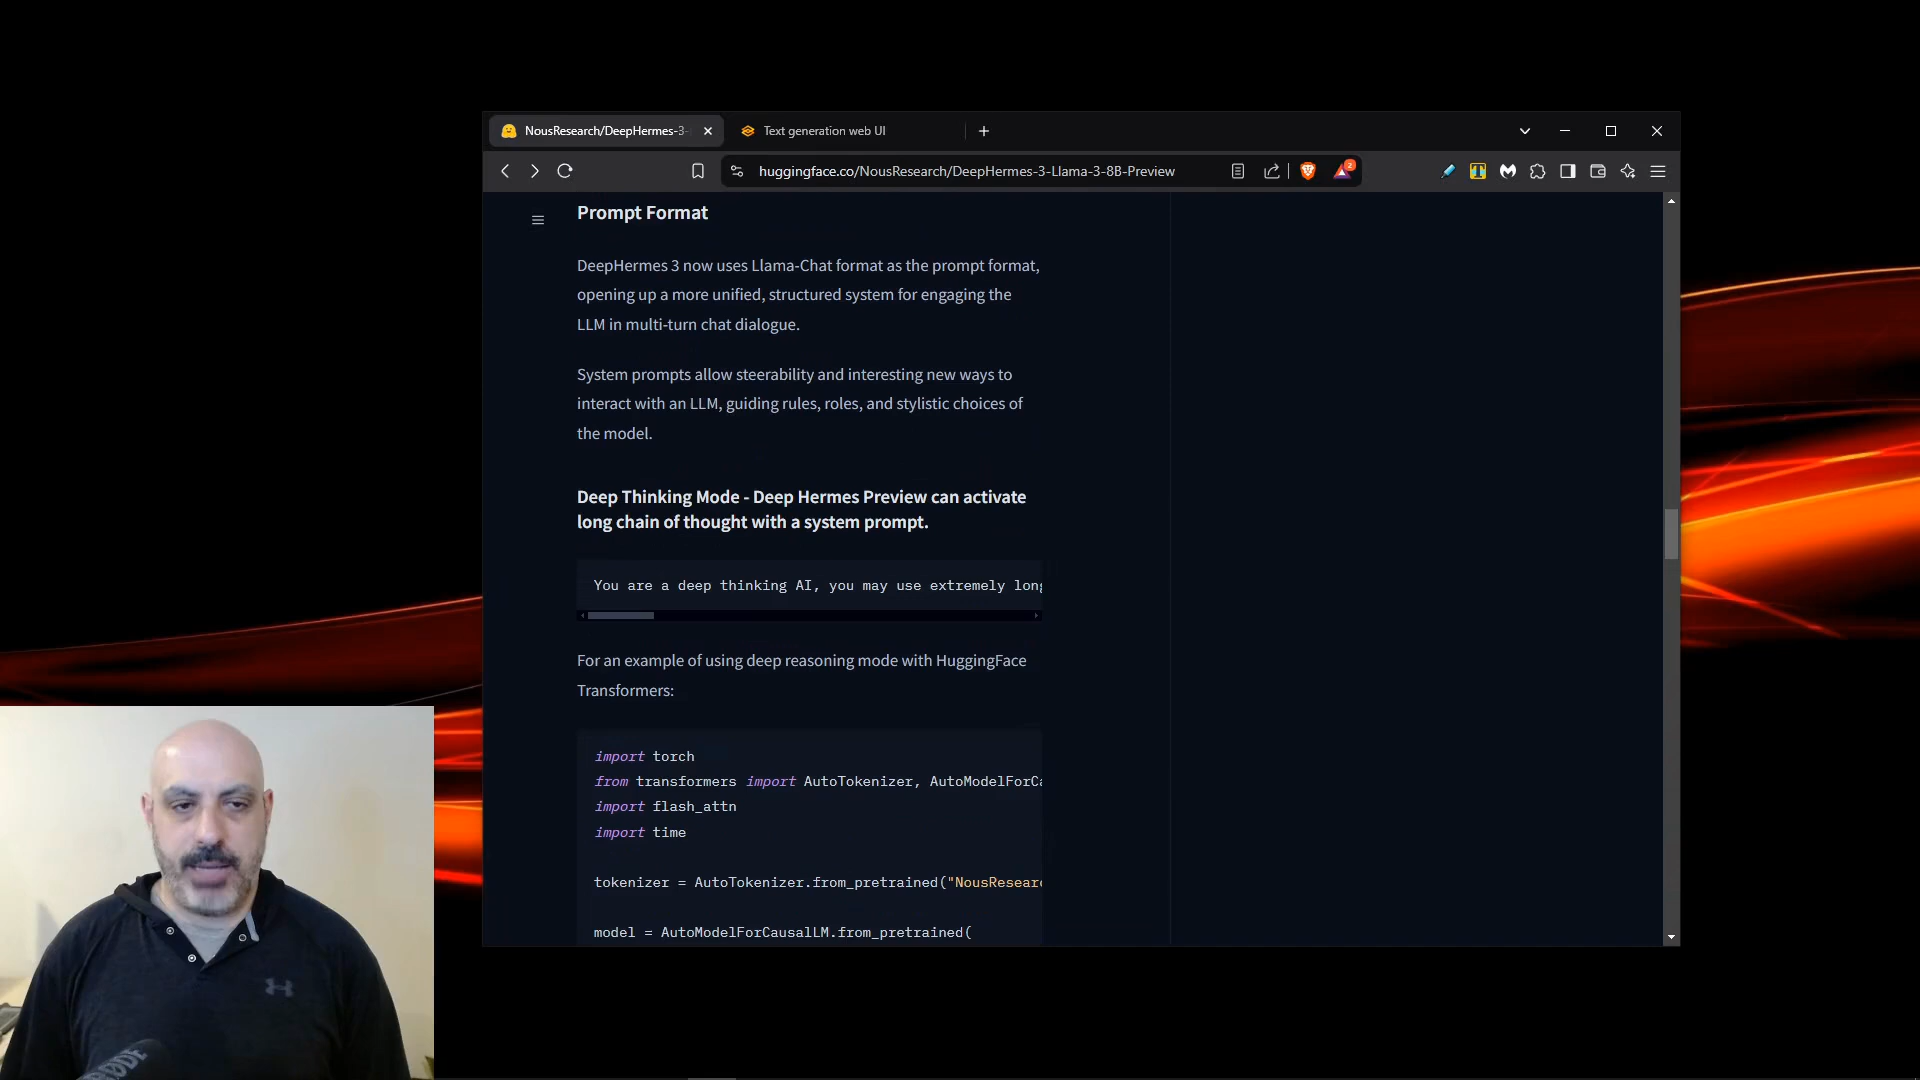 NousResearch/DeepHermes-3-
Text generation web UI
huggingface.co/NousResearch/DeepHermes-3-Llama-3-8B-Preview
2
Prompt Format
DeepHermes 3 now uses Llama-Chat format as the prompt format,
opening up a more unified, structured system for engaging the
LLM in multi-turn chat dialogue.
System prompts allow steerability and interesting new ways to
interact with an LLM, guiding rules, roles, and stylistic choices of
the model.
Deep Thinking Mode - Deep Hermes Preview can activate
long chain of thought with a system prompt.
You are a deep thinking AI, you may use extremely long
For an example of using deep reasoning mode with HuggingFace
Transformers:
import torch
from transformers import AutoTokenizer, AutoModelForCa
import flash_attn
import time
tokenizer = AutoTokenizer.from_pretrained("NousResearc
model = AutoModelForCausalLM.from_pretrained(
RØDE